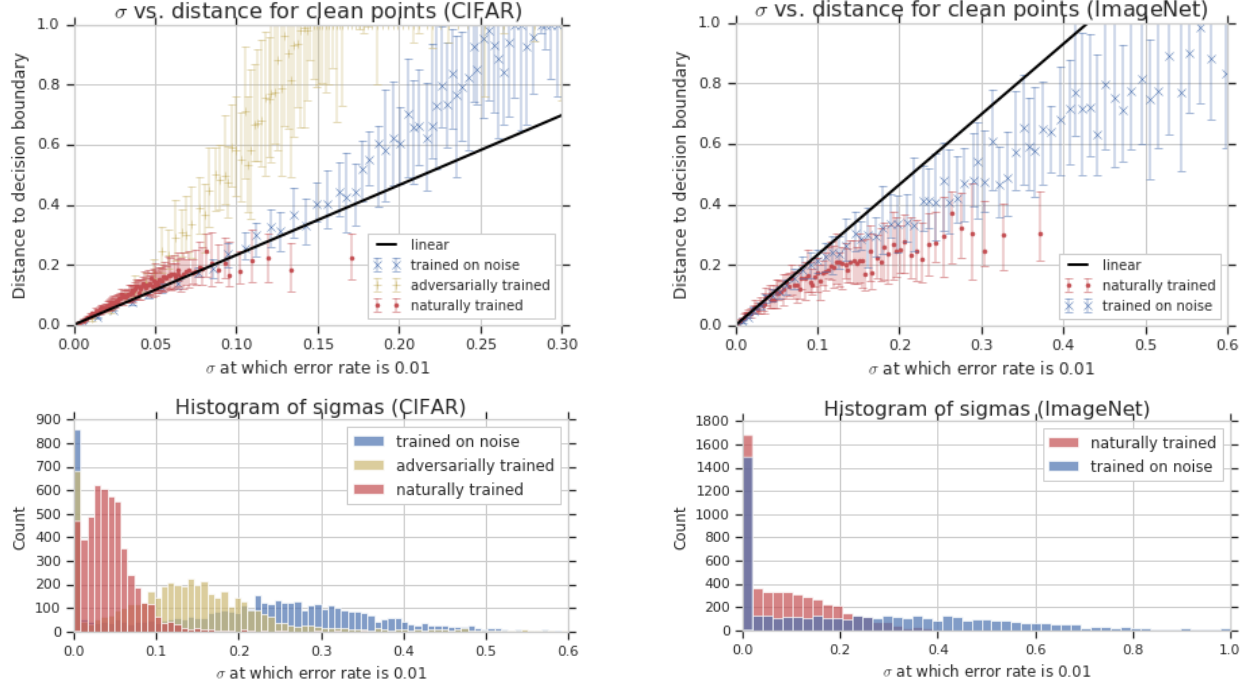 σ vs. distance for clean points (CIFAR)
1.0
0.8
0.6
0.4
0.2
0.0
Distance to decision boundary
linear
trained on noise
adversarially trained
naturally trained
0.00 0.05 0.10 0.15 0.20 0.25 0.30
σ at which error rate is 0.01
σ vs. distance for clean points (ImageNet)
1.0
0.8
0.6
0.4
0.2
0.0
Distance to decision boundary
linear
naturally trained
trained on noise
0.0 0.1 0.2 0.3 0.4 0.5 0.6
σ at which error rate is 0.01
Histogram of sigmas (CIFAR)
900
800
700
600
500
400
300
200
100
0
Count
trained on noise
adversarially trained
naturally trained
0.0 0.1 0.2 0.3 0.4 0.5 0.6
σ at which error rate is 0.01
Histogram of sigmas (ImageNet)
1800
1600
1400
1200
1000
800
600
400
200
0
Count
naturally trained
trained on noise
0.0 0.2 0.4 0.6 0.8 1.0
σ at which error rate is 0.01